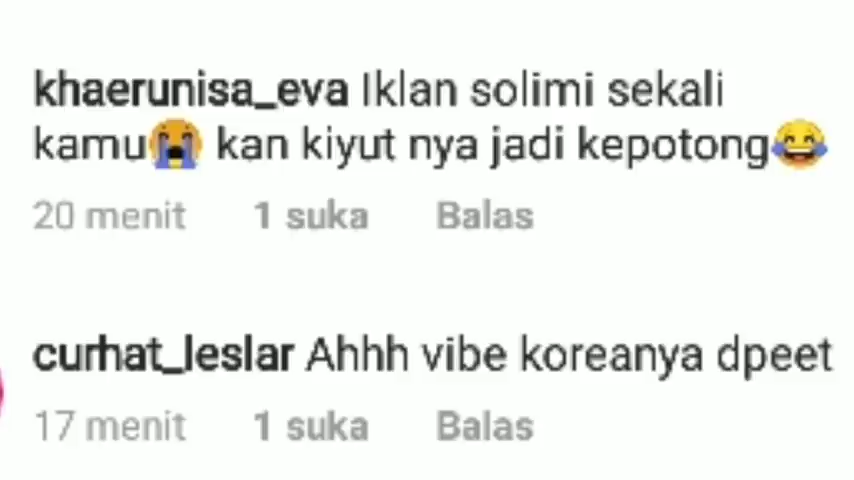 khaerunisa_eva Iklan solimi sekali
kamu😭 kan kiyut nya jadi kepotong😂
20 menit 1 suka Balas
curhat_leslar Ahhh vibe koreanya dpeet
17 menit 1 suka Balas